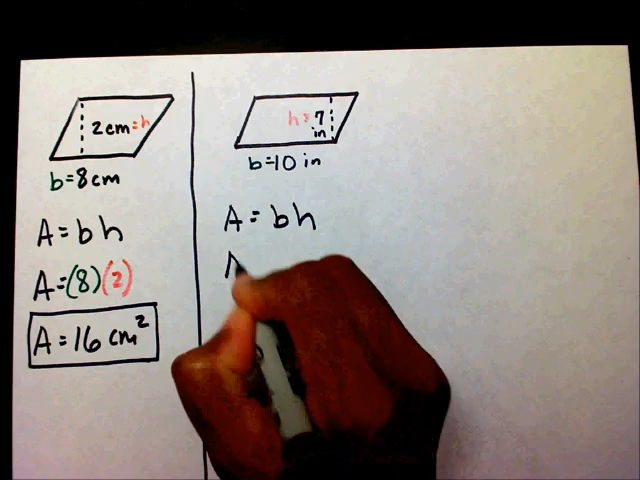 2cm=h
b=8cm
A=bh
A=(8)(2)
A=16 cm²
h=7 in
b=10 in
A=bh
A